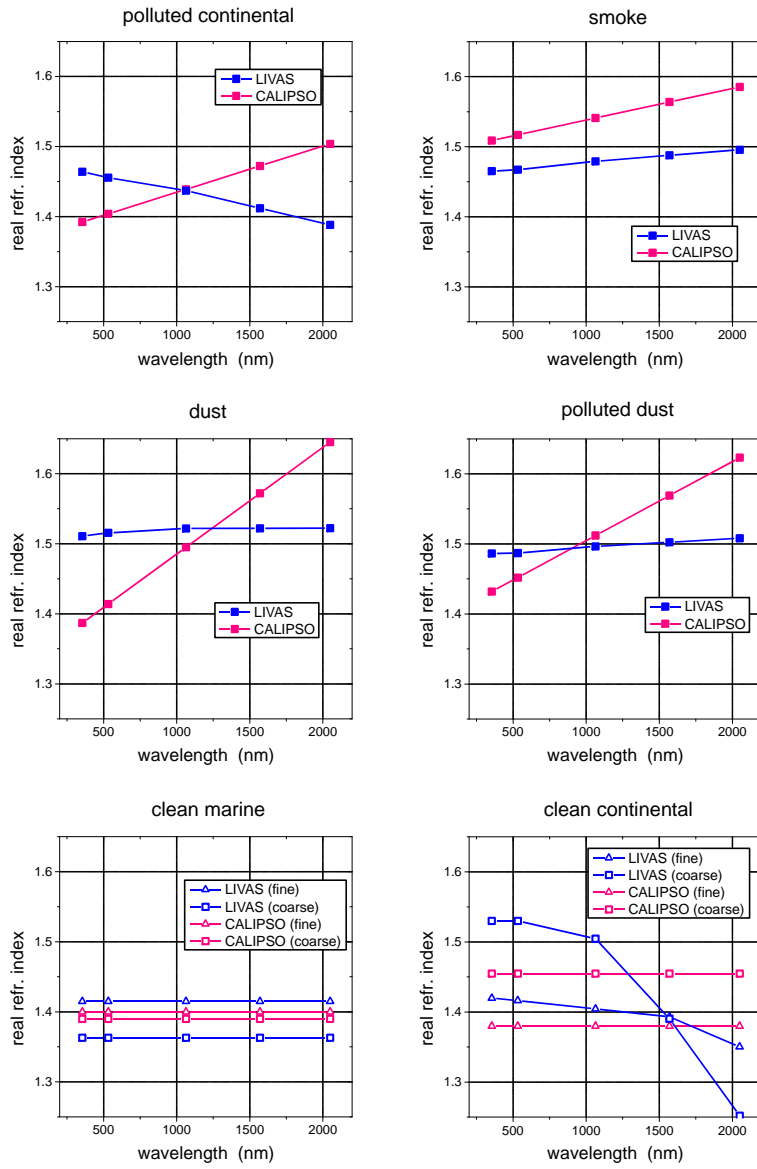 polluted continental
1.6
1.5
1.4
1.3
real refr. index
LIVAS
CALIPSO
500 1000 1500 2000
wavelength (nm)
smoke
1.6
1.5
1.4
1.3
real refr. index
LIVAS
CALIPSO
500 1000 1500 2000
wavelength (nm)
dust
1.6
1.5
1.4
1.3
real refr. index
LIVAS
CALIPSO
500 1000 1500 2000
wavelength (nm)
polluted dust
1.6
1.5
1.4
1.3
real refr. index
LIVAS
CALIPSO
500 1000 1500 2000
wavelength (nm)
clean marine
1.6
1.5
1.4
1.3
real refr. index
LIVAS (fine)
LIVAS (coarse)
CALIPSO (fine)
CALIPSO (coarse)
500 1000 1500 2000
wavelength (nm)
clean continental
1.6
1.5
1.4
1.3
real refr. index
LIVAS (fine)
LIVAS (coarse)
CALIPSO (fine)
CALIPSO (coarse)
500 1000 1500 2000
wavelength (nm)